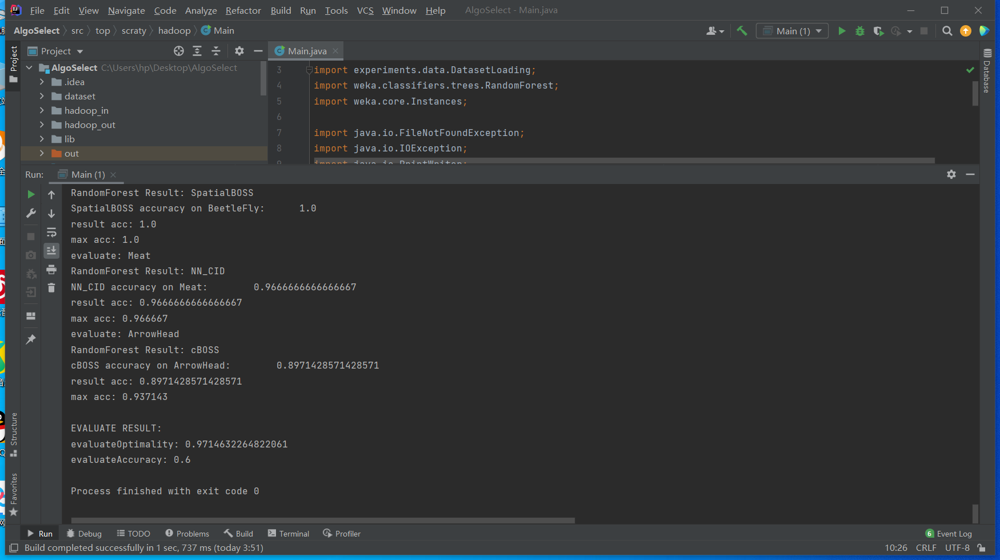 File Edit View Navigate Code Analyze Refactor Build Run Tools VCS Window Help AlgoSelect - Main.java
AlgoSelect src top scraty hadoop Main Main (1)
Project Main.java
Project
AlgoSelect C:\Users\hp\Desktop\AlgoSelect
.idea
dataset
hadoop_in
hadoop_out
lib
out
3 import experiments.data.DatasetLoading;
4 import weka.classifiers.trees.RandomForest;
5 import weka.core.Instances;
6
7 import java.io.FileNotFoundException;
8 import java.io.IOException;
9 import java.io.PrintWriter;
Database
Run: Main (1)
RandomForest Result: SpatialBOSS
SpatialBOSS accuracy on BeetleFly: 1.0
result acc: 1.0
max acc: 1.0
evaluate: Meat
RandomForest Result: NN_CID
NN_CID accuracy on Meat: 0.9666666666666667
result acc: 0.9666666666666667
max acc: 0.966667
evaluate: ArrowHead
RandomForest Result: cBOSS
cBOSS accuracy on ArrowHead: 0.8971428571428571
result acc: 0.8971428571428571
max acc: 0.937143
EVALUATE RESULT:
evaluateOptimality: 0.9714632264822061
evaluateAccuracy: 0.6
Process finished with exit code 0
Structure
Favorites
Run Debug TODO Problems Build Terminal Profiler 6 Event Log
Build completed successfully in 1 sec, 737 ms (today 3:51) 10:26 CRLF UTF-8